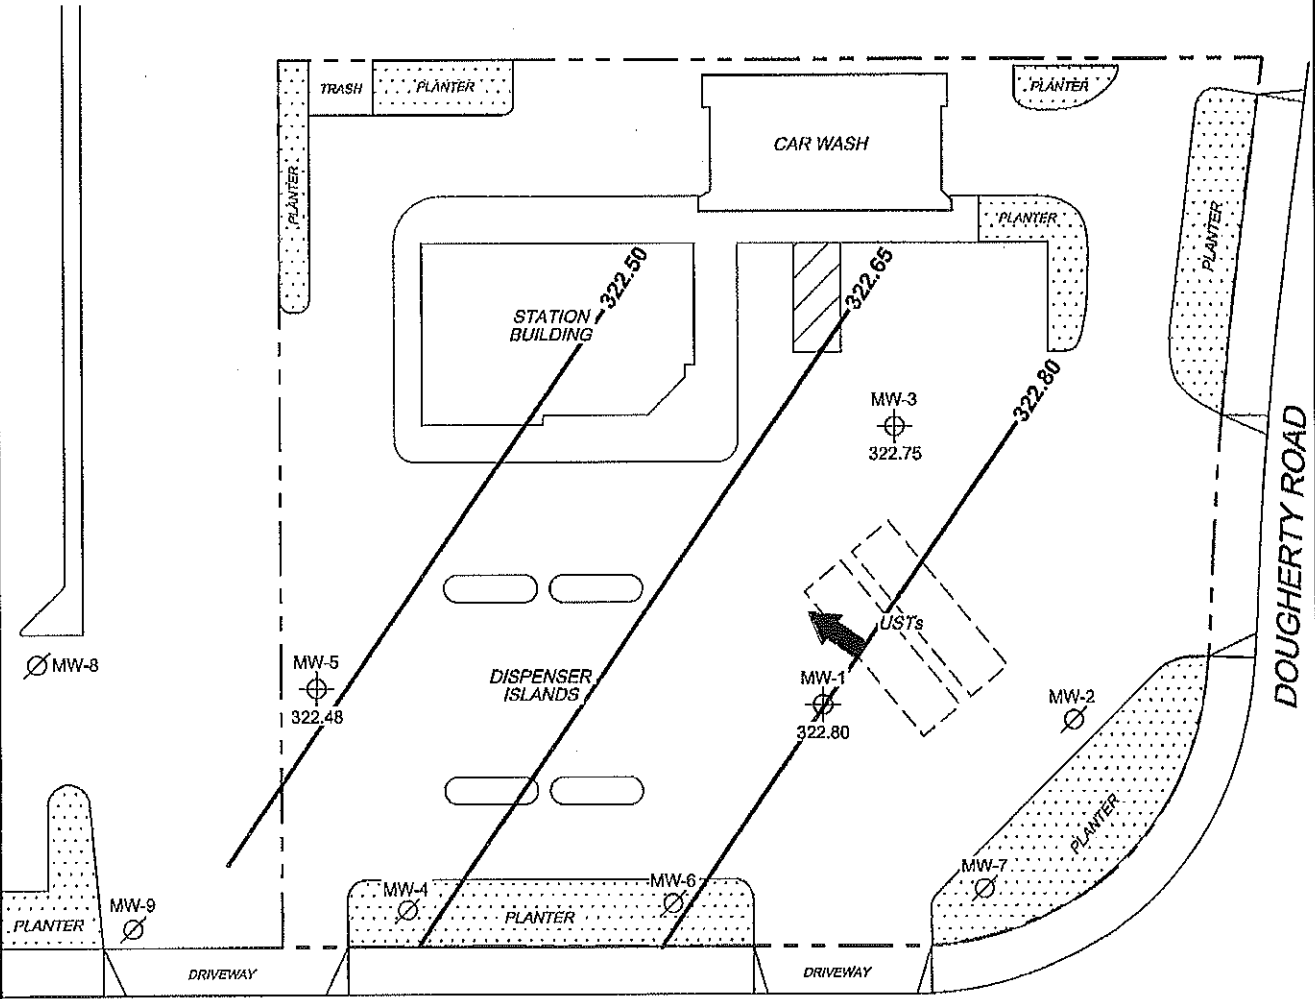 TRASH
PLANTER
PLANTER
CAR WASH
PLANTER
PLANTER
PLANTER
PLANTER
322.50
322.65
STATION
BUILDING
322.80
MW-3
322.75
DOUGHERTY ROAD
USTs
MW-8
MW-5
322.48
DISPENSER
ISLANDS
MW-1
322.80
MW-2
PLANTER
MW-7
MW-4
MW-6
PLANTER
MW-9
PLANTER
DRIVEWAY
DRIVEWAY